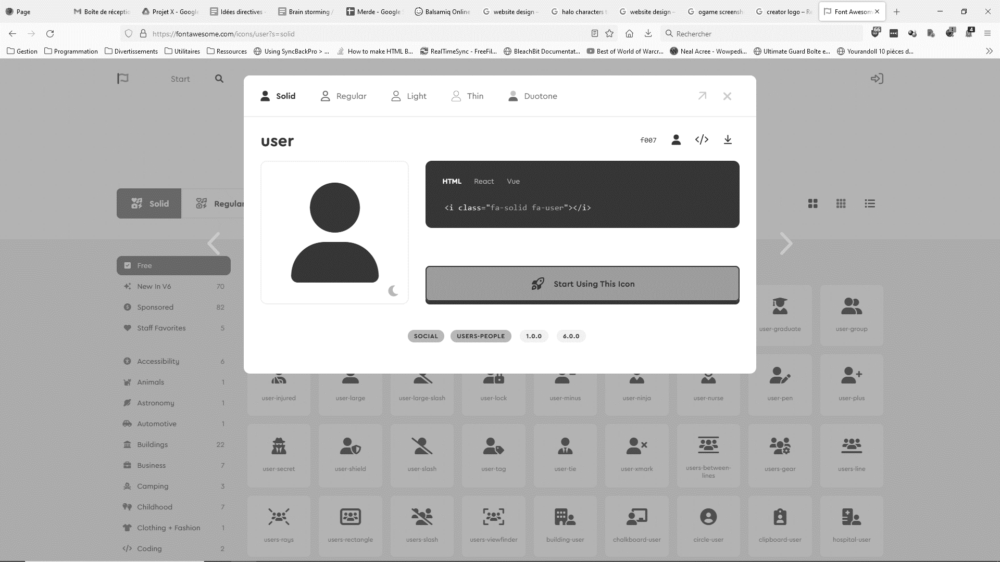 Page
Boîte de réceptio
Projet X - Google
Idées directives -
Brain storming /
Merde - Google S
Balsamiq Online
website design –
halo characters t
website design –
ogame screensh
creator logo – Re
Font Awesom
https://fontawesome.com/icons/user?s=solid
Rechercher
66
!
4
Gestion
Programmation
Divertissements
Utilitaires
Ressources
Using SyncBackPro > ...
How to make HTML B...
RealTimeSync - FreeFil...
BleachBit Documentat...
Best of World of Warcr...
Neal Acree - Wowpedi...
Ultimate Guard Boîte e...
Yourandoll 10 pièces d...
Start
Solid
Regular
Light
Thin
Duotone
user
f007
HTML
React
Vue
<i class="fa-solid fa-user"></i>
Start Using This Icon
SOCIAL
USERS-PEOPLE
1.0.0
6.0.0
Solid
Regular
Free
New In V6 70
Sponsored 82
Staff Favorites 5
Accessibility 6
Animals 1
Astronomy 1
Automotive 1
Buildings 22
Business 7
Camping 3
Childhood 7
Clothing + Fashion 1
Coding 2
user-graduate
user-group
user-injured
user-large
user-large-slash
user-lock
user-minus
user-ninja
user-nurse
user-pen
user-plus
user-secret
user-shield
user-slash
user-tag
user-tie
user-xmark
users-between-
lines
users-gear
users-line
users-rays
users-rectangle
users-slash
users-viewfinder
building-user
chalkboard-user
circle-user
clipboard-user
hospital-user